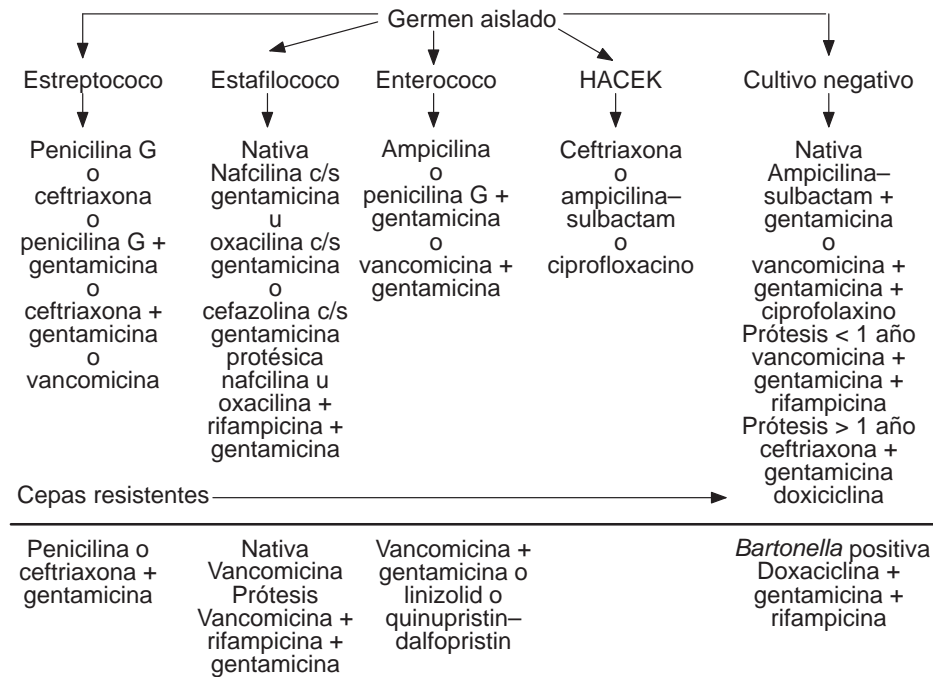 Germen aislado
Estreptococo
Penicilina G
o
ceftriaxona
o
penicilina G +
gentamicina
o
ceftriaxona +
gentamicina
o
vancomicina
Estafilococo
Nativa
Nafcilina c/s
gentamicina
u
oxacilina c/s
gentamicina
o
cefazolina c/s
gentamicina
protésica
nafcilina u
oxacilina +
rifampicina +
gentamicina
Enterococo
Ampicilina
o
penicilina G +
gentamicina
o
vancomicina +
gentamicina
HACEK
Ceftriaxona
o
ampicilina–
sulbactam
o
ciprofloxacino
Cultivo negativo
Nativa
Ampicilina–
sulbactam +
gentamicina
o
vancomicina +
gentamicina +
ciprofolaxino
Prótesis < 1 año
vancomicina +
gentamicina +
rifampicina
Prótesis > 1 año
ceftriaxona +
gentamicina
doxiciclina
Cepas resistentes
Penicilina o
ceftriaxona +
gentamicina
Nativa
Vancomicina
Prótesis
Vancomicina +
rifampicina +
gentamicina
Vancomicina +
gentamicina o
linizolid o
quinupristin–
dalfopristin
Bartonella positiva
Doxaciclina +
gentamicina +
rifampicina